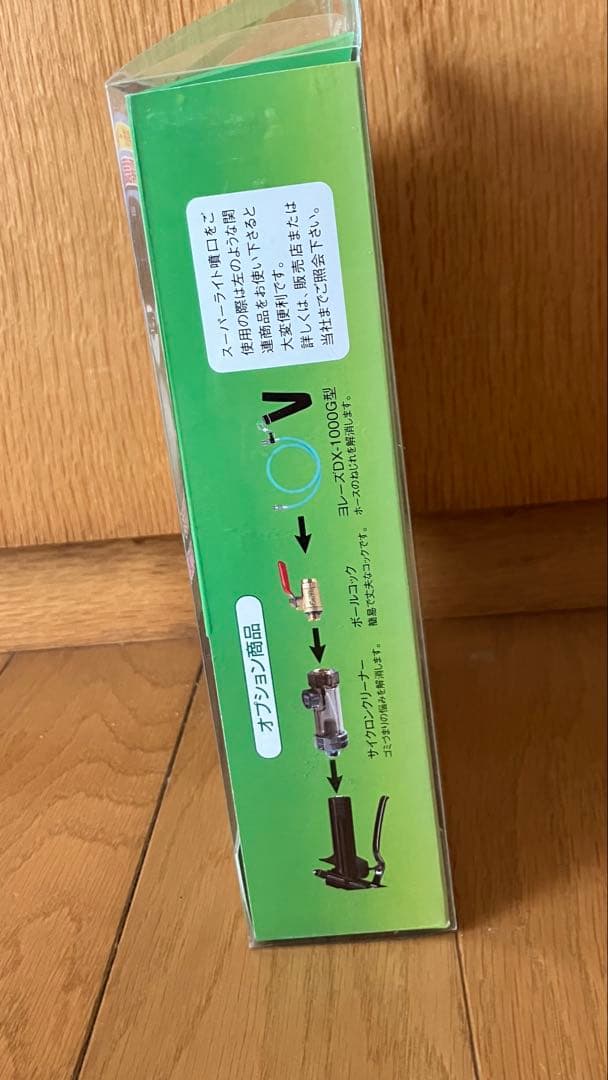 オプション商品
サイクロンクリーナー
ゴミつまりの悩みを解消します。
ボールコック
簡易で丈夫なコックです。
ヨレーズDX-1000G型
ホースのねじれを解消します。
スーパーライト噴口をご
使用の際は左のような関
連商品をお使い下さると
大変便利です。
詳しくは、販売店または
当社までご照会下さい。